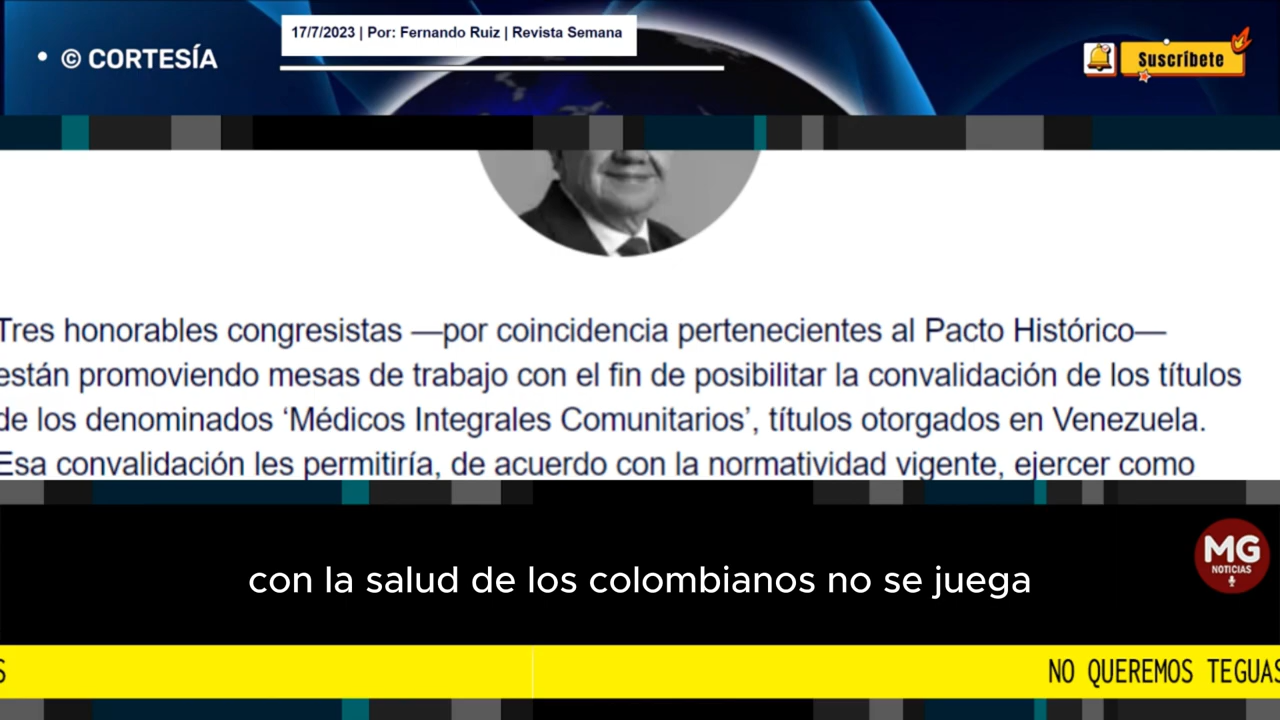 17/7/2023 | Por: Fernando Ruiz | Revista Semana
• © CORTESÍA
Suscríbete
Tres honorables congresistas —por coincidencia pertenecientes al Pacto Histórico—
están promoviendo mesas de trabajo con el fin de posibilitar la convalidación de los títulos
de los denominados ‘Médicos Integrales Comunitarios’, títulos otorgados en Venezuela.
Esa convalidación les permitiría, de acuerdo con la normatividad vigente, ejercer como
MG
NOTICIAS
con la salud de los colombianos no se juega
S
NO QUEREMOS TEGUAS